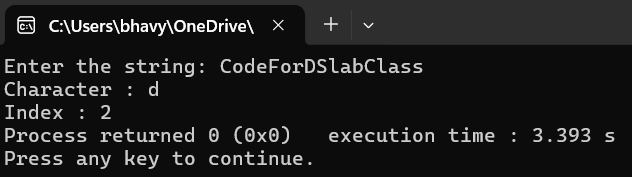 C:\Users\bhavy\OneDrive\
Enter the string: CodeForDSlabClass
Character : d
Index : 2
Process returned 0 (0x0)   execution time : 3.393 s
Press any key to continue.